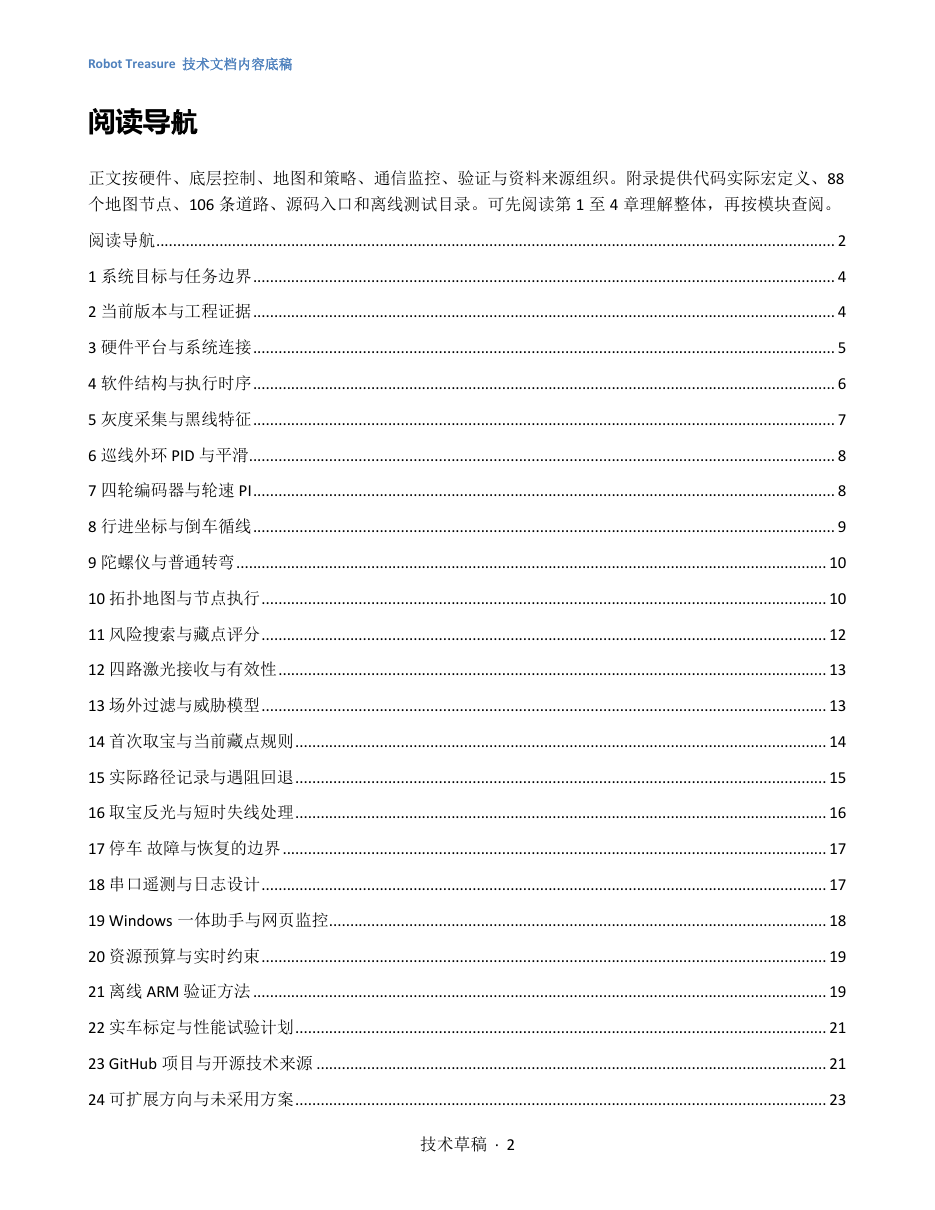 Robot Treasure 技术文档内容底稿
阅读导航
正文按硬件、底层控制、地图和策略、通信监控、验证与资料来源组织。附录提供代码实际宏定义、88
个地图节点、106 条道路、源码入口和离线测试目录。可先阅读第 1 至 4 章理解整体，再按模块查阅。
阅读导航 2
1 系统目标与任务边界 4
2 当前版本与工程证据 4
3 硬件平台与系统连接 5
4 软件结构与执行时序 6
5 灰度采集与黑线特征 7
6 巡线外环 PID 与平滑 8
7 四轮编码器与轮速 PI 8
8 行进坐标与倒车循线 9
9 陀螺仪与普通转弯 10
10 拓扑地图与节点执行 10
11 风险搜索与藏点评分 12
12 四路激光接收与有效性 13
13 场外过滤与威胁模型 13
14 首次取宝与当前藏点规则 14
15 实际路径记录与遇阻回退 15
16 取宝反光与短时失线处理 16
17 停车 故障与恢复的边界 17
18 串口遥测与日志设计 17
19 Windows 一体助手与网页监控 18
20 资源预算与实时约束 19
21 离线 ARM 验证方法 19
22 实车标定与性能试验计划 21
23 GitHub 项目与开源技术来源 21
24 可扩展方向与未采用方案 23
技术草稿 · 2